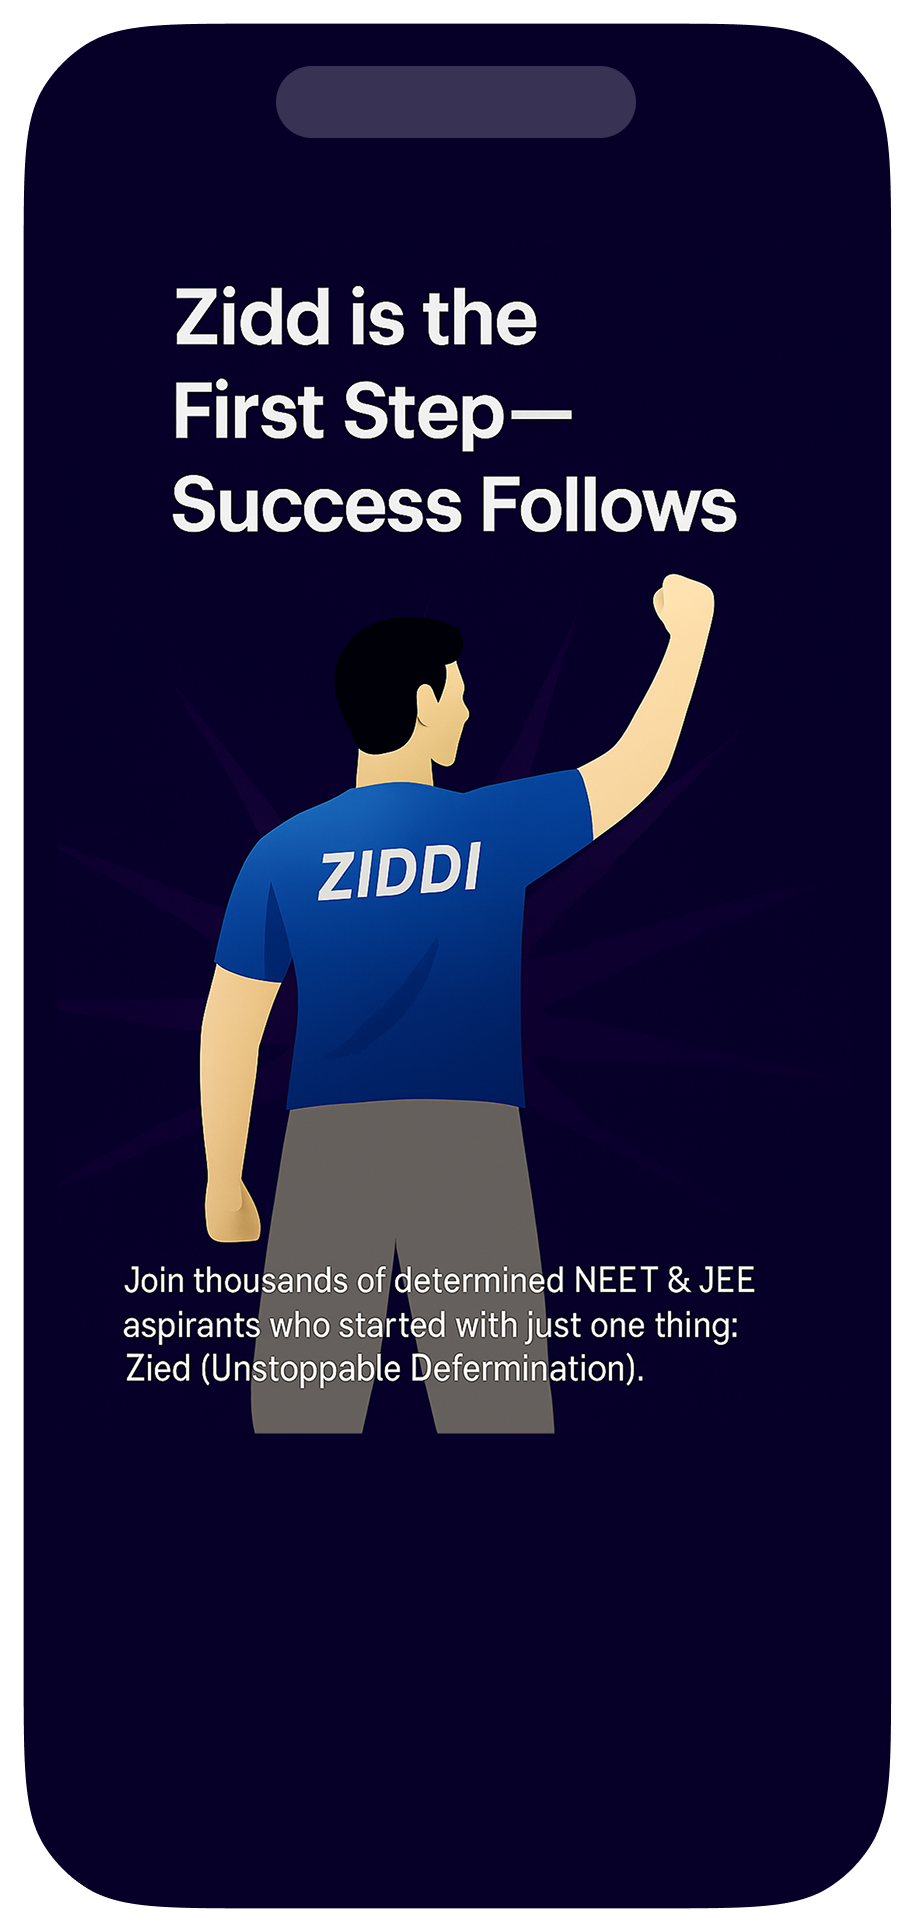 Zidd is the
First Step—
Success Follows
ZIDDI
Join thousands of determined NEET & JEE
aspirants who started with just one thing:
Zied (Unstoppable Defermination).